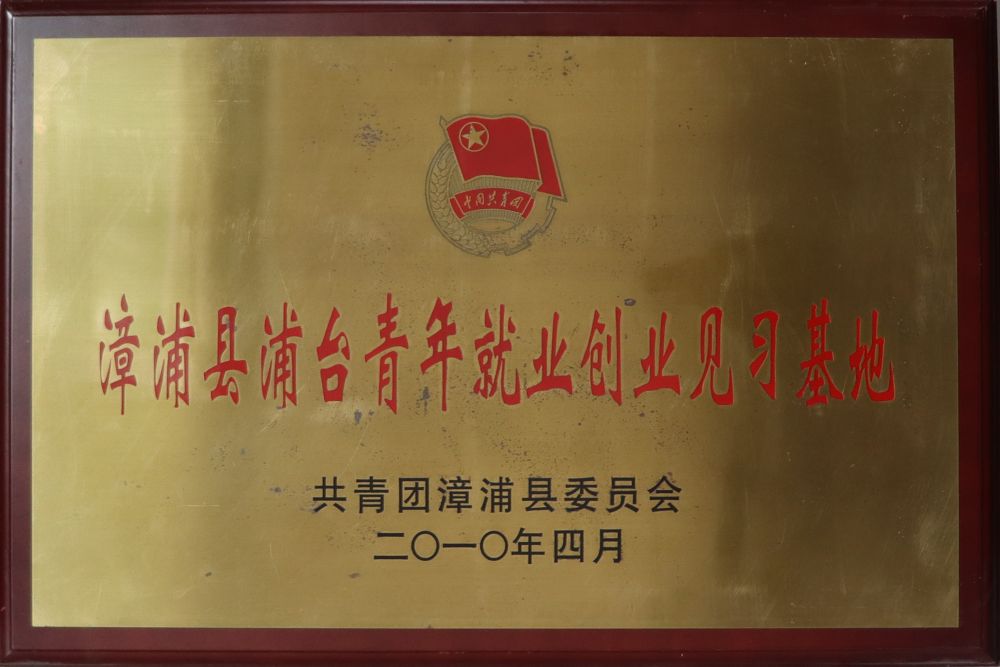 中国共青团
漳浦县浦台青年就业创业见习基地
共青团漳浦县委员会
二〇一〇年四月